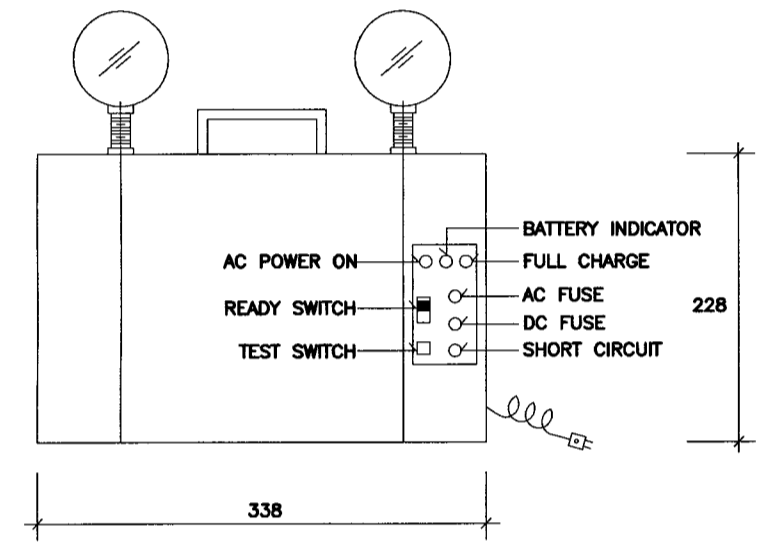 BATTERY INDICATOR
AC POWER ON
FULL CHARGE
AC FUSE
READY SWITCH
228
DC FUSE
TEST SWITCH
SHORT CIRCUIT
338